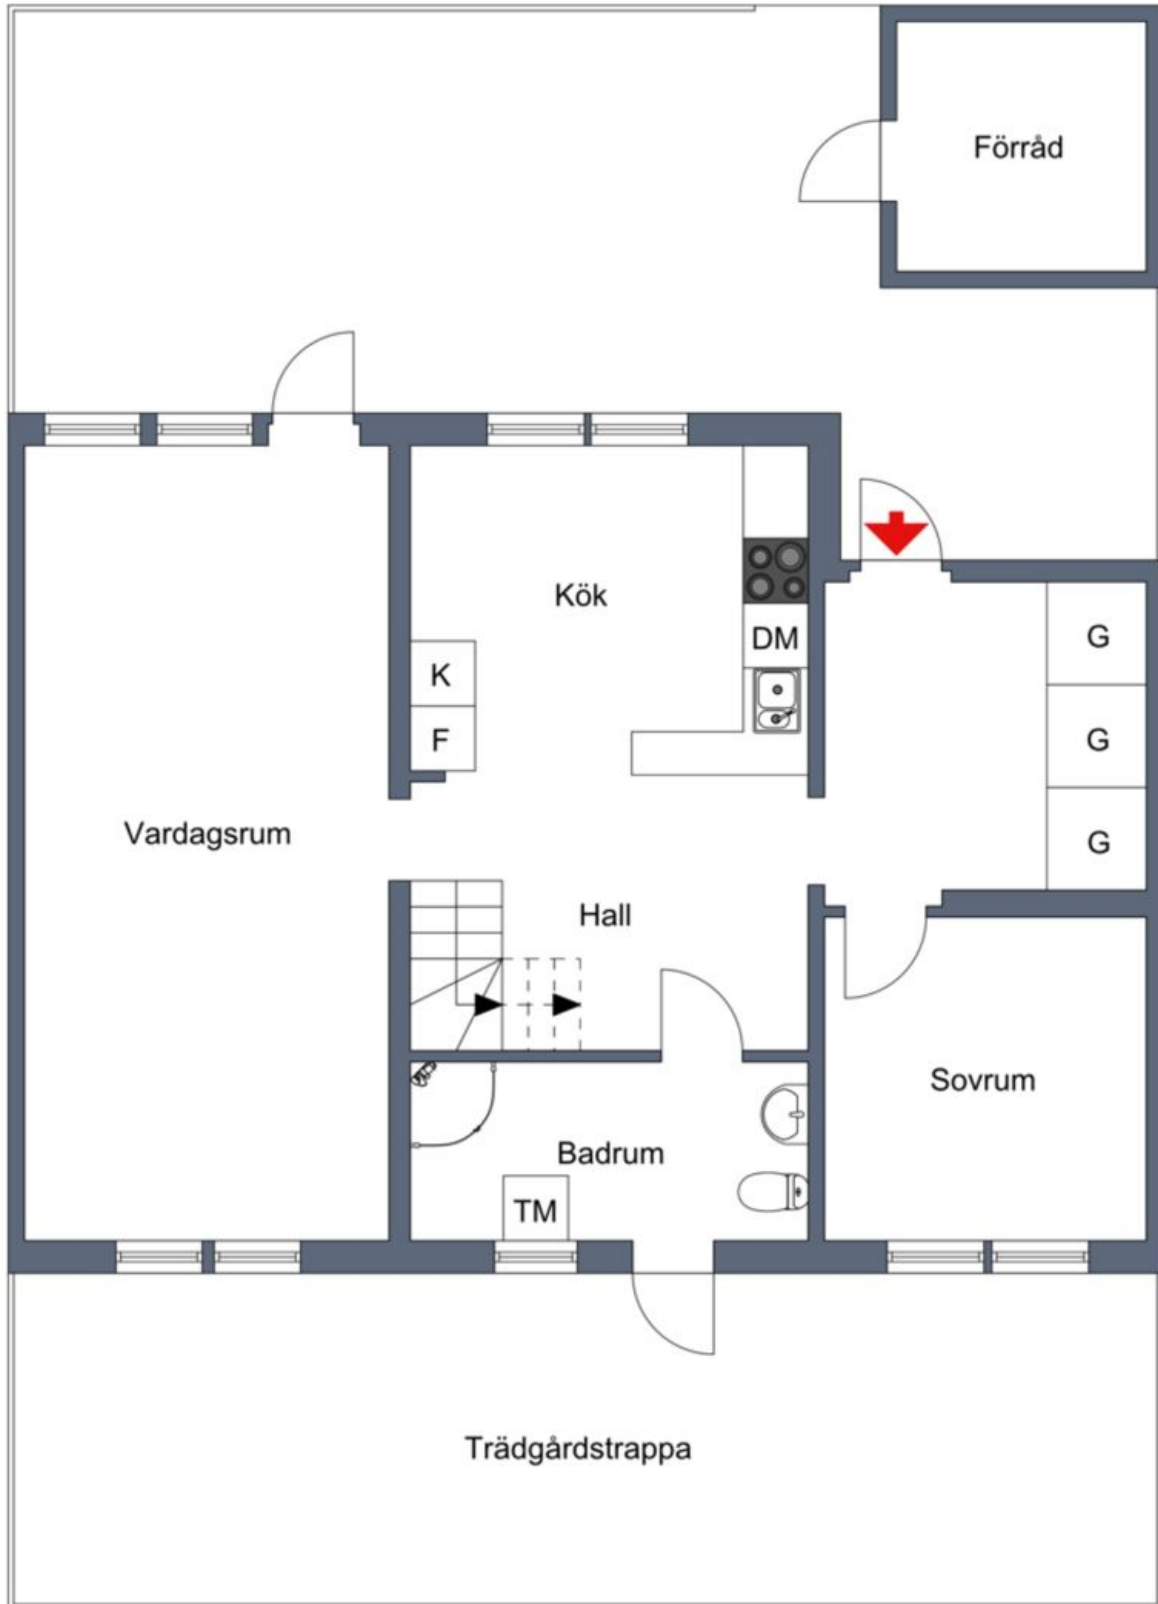 Förråd
Kök
K
F
DM
G
G
G
Vardagsrum
Hall
Sovrum
Badrum
TM
Trädgårdstrappa